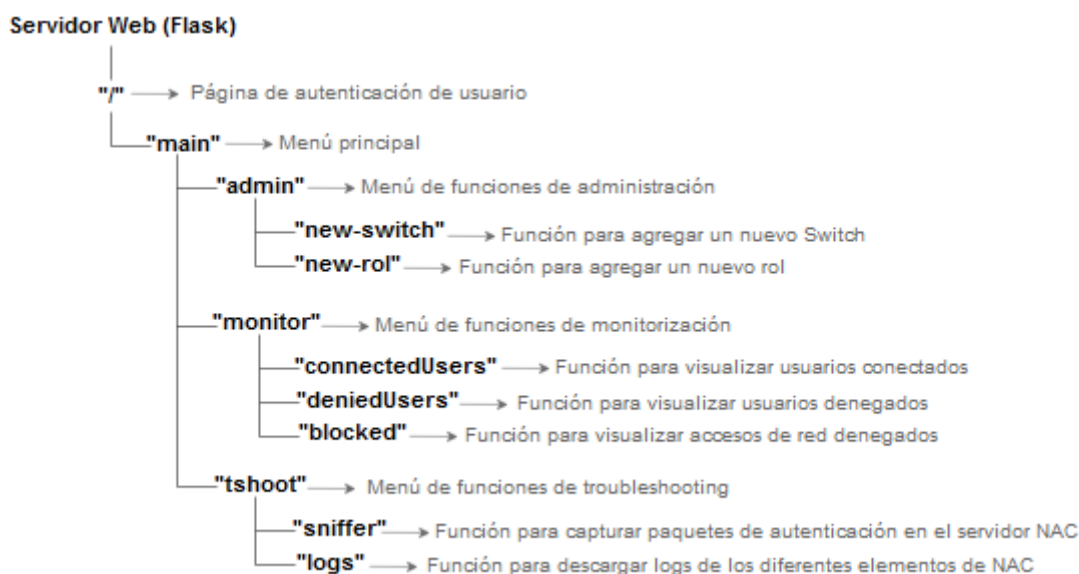 Servidor Web (Flask)
"/" Página de autenticación de usuario
"main" Menú principal
"admin" Menú de funciones de administración
"new-switch" Función para agregar un nuevo Switch
"new-rol" Función para agregar un nuevo rol
"monitor" Menú de funciones de monitorización
"connectedUsers" Función para visualizar usuarios conectados
"deniedUsers" Función para visualizar usuarios denegados
"blocked" Función para visualizar accesos de red denegados
"tshoot" Menú de funciones de troubleshooting
"sniffer" Función para capturar paquetes de autenticación en el servidor NAC
"logs" Función para descargar logs de los diferentes elementos de NAC